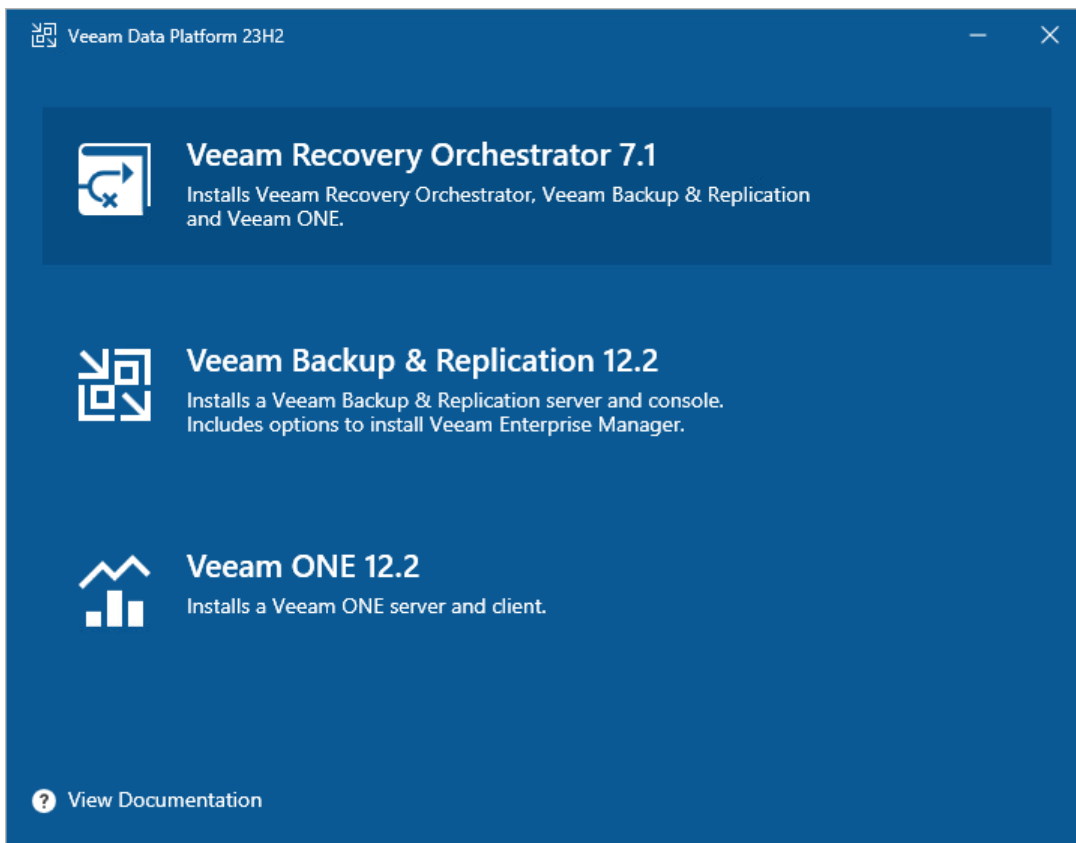 Veeam Data Platform 23H2
Veeam Recovery Orchestrator 7.1
Installs Veeam Recovery Orchestrator, Veeam Backup & Replication
and Veeam ONE.
Veeam Backup & Replication 12.2
Installs a Veeam Backup & Replication server and console.
Includes options to install Veeam Enterprise Manager.
Veeam ONE 12.2
Installs a Veeam ONE server and client.
? View Documentation